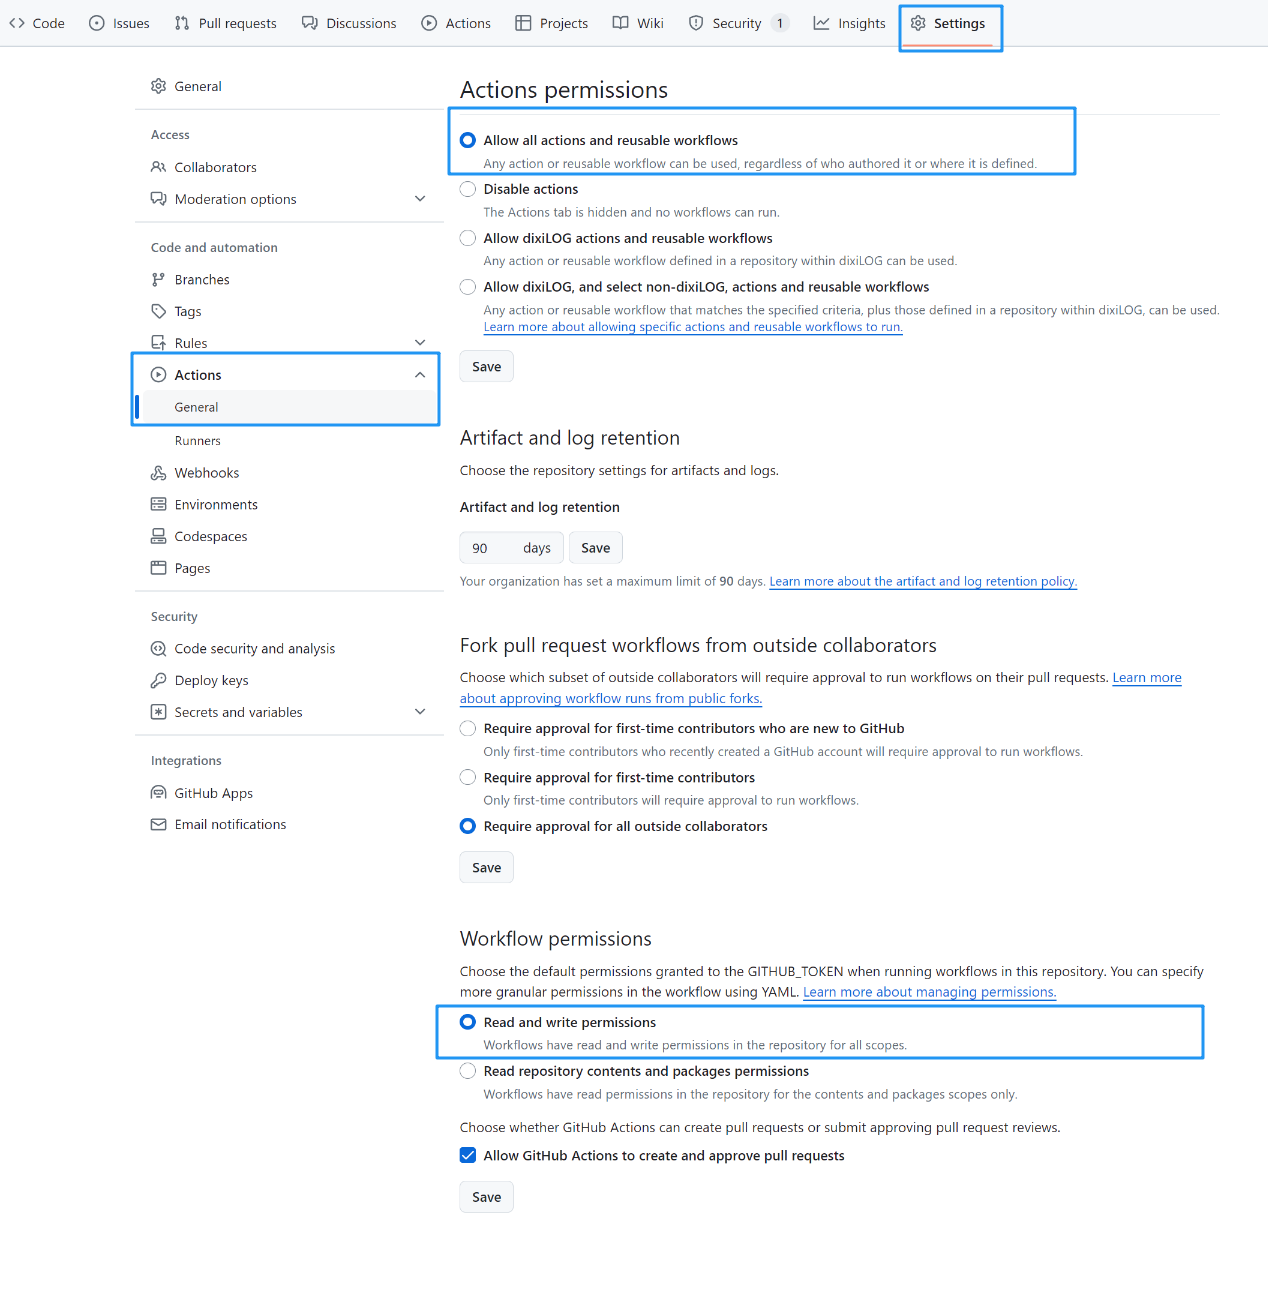 Code Issues Pull requests Discussions Actions Projects Wiki Security 1 Insights Settings
General
Access
Collaborators
Moderation options
Code and automation
Branches
Tags
Rules
Actions
General
Runners
Webhooks
Environments
Codespaces
Pages
Security
Code security and analysis
Deploy keys
Secrets and variables
Integrations
GitHub Apps
Email notifications
Actions permissions
Allow all actions and reusable workflows
Any action or reusable workflow can be used, regardless of who authored it or where it is defined.
Disable actions
The Actions tab is hidden and no workflows can run.
Allow dixiLOG actions and reusable workflows
Any action or reusable workflow defined in a repository within dixiLOG can be used.
Allow dixiLOG, and select non-dixiLOG, actions and reusable workflows
Any action or reusable workflow that matches the specified criteria, plus those defined in a repository within dixiLOG, can be used.
Learn more about allowing specific actions and reusable workflows to run.
Save
Artifact and log retention
Choose the repository settings for artifacts and logs.
Artifact and log retention
90 days Save
Your organization has set a maximum limit of 90 days. Learn more about the artifact and log retention policy.
Fork pull request workflows from outside collaborators
Choose which subset of outside collaborators will require approval to run workflows on their pull requests. Learn more
about approving workflow runs from public forks.
Require approval for first-time contributors who are new to GitHub
Only first-time contributors who recently created a GitHub account will require approval to run workflows.
Require approval for first-time contributors
Only first-time contributors will require approval to run workflows.
Require approval for all outside collaborators
Save
Workflow permissions
Choose the default permissions granted to the GITHUB_TOKEN when running workflows in this repository. You can specify
more granular permissions in the workflow using YAML. Learn more about managing permissions.
Read and write permissions
Workflows have read and write permissions in the repository for all scopes.
Read repository contents and packages permissions
Workflows have read permissions in the repository for the contents and packages scopes only.
Choose whether GitHub Actions can create pull requests or submit approving pull request reviews.
Allow GitHub Actions to create and approve pull requests
Save